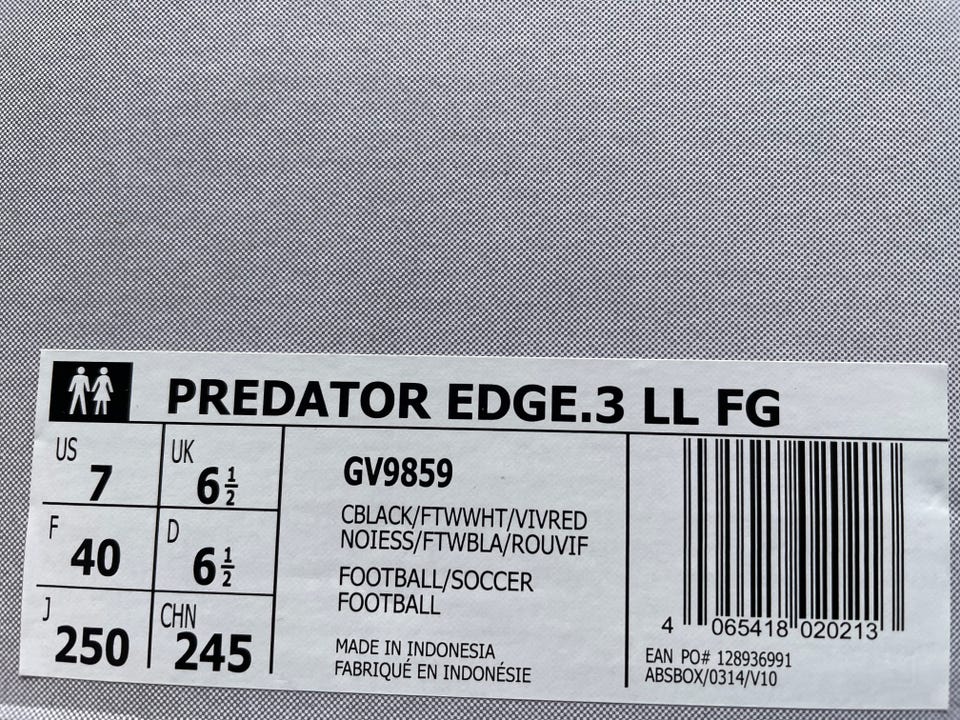 PREDATOR EDGE.3 LL FG
US 7
UK 6 1/2
F 40
D 6 1/2
J 250
CHN 245
GV9859
CBLACK/FTWWHT/VIVRED
NOIESS/FTWBLA/ROUVIF
FOOTBALL/SOCCER
FOOTBALL
MADE IN INDONESIA
FABRIQUÉ EN INDONÉSIE
4 065418 020213
EAN PO# 128936991
ABSBOX/0314/V10